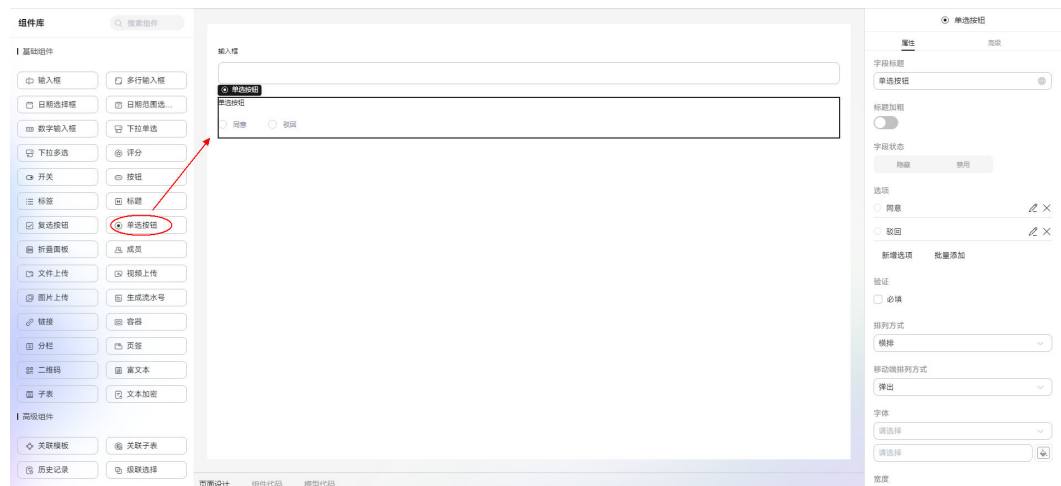 组件库
搜索组件
基础组件
输入框
多行输入框
日期选择框
日期范围选...
数字输入框
下拉单选
下拉多选
评分
开关
按钮
标签
标题
复选按钮
单选按钮
折叠面板
成员
文件上传
视频上传
图片上传
生成流水号
链接
容器
分栏
页签
二维码
富文本
子表
文本加密
高级组件
关联模板
关联子表
历史记录
级联选择
输入框
单选按钮
单选按钮
同意
驳回
页面设计
组件代码
模型代码
单选按钮
属性
高级
字段标题
单选按钮
标题加粗
字段状态
隐藏
禁用
选项
同意
驳回
新增选项
批量添加
验证
必填
排列方式
横排
移动端排列方式
弹出
字体
请选择
请选择
宽度